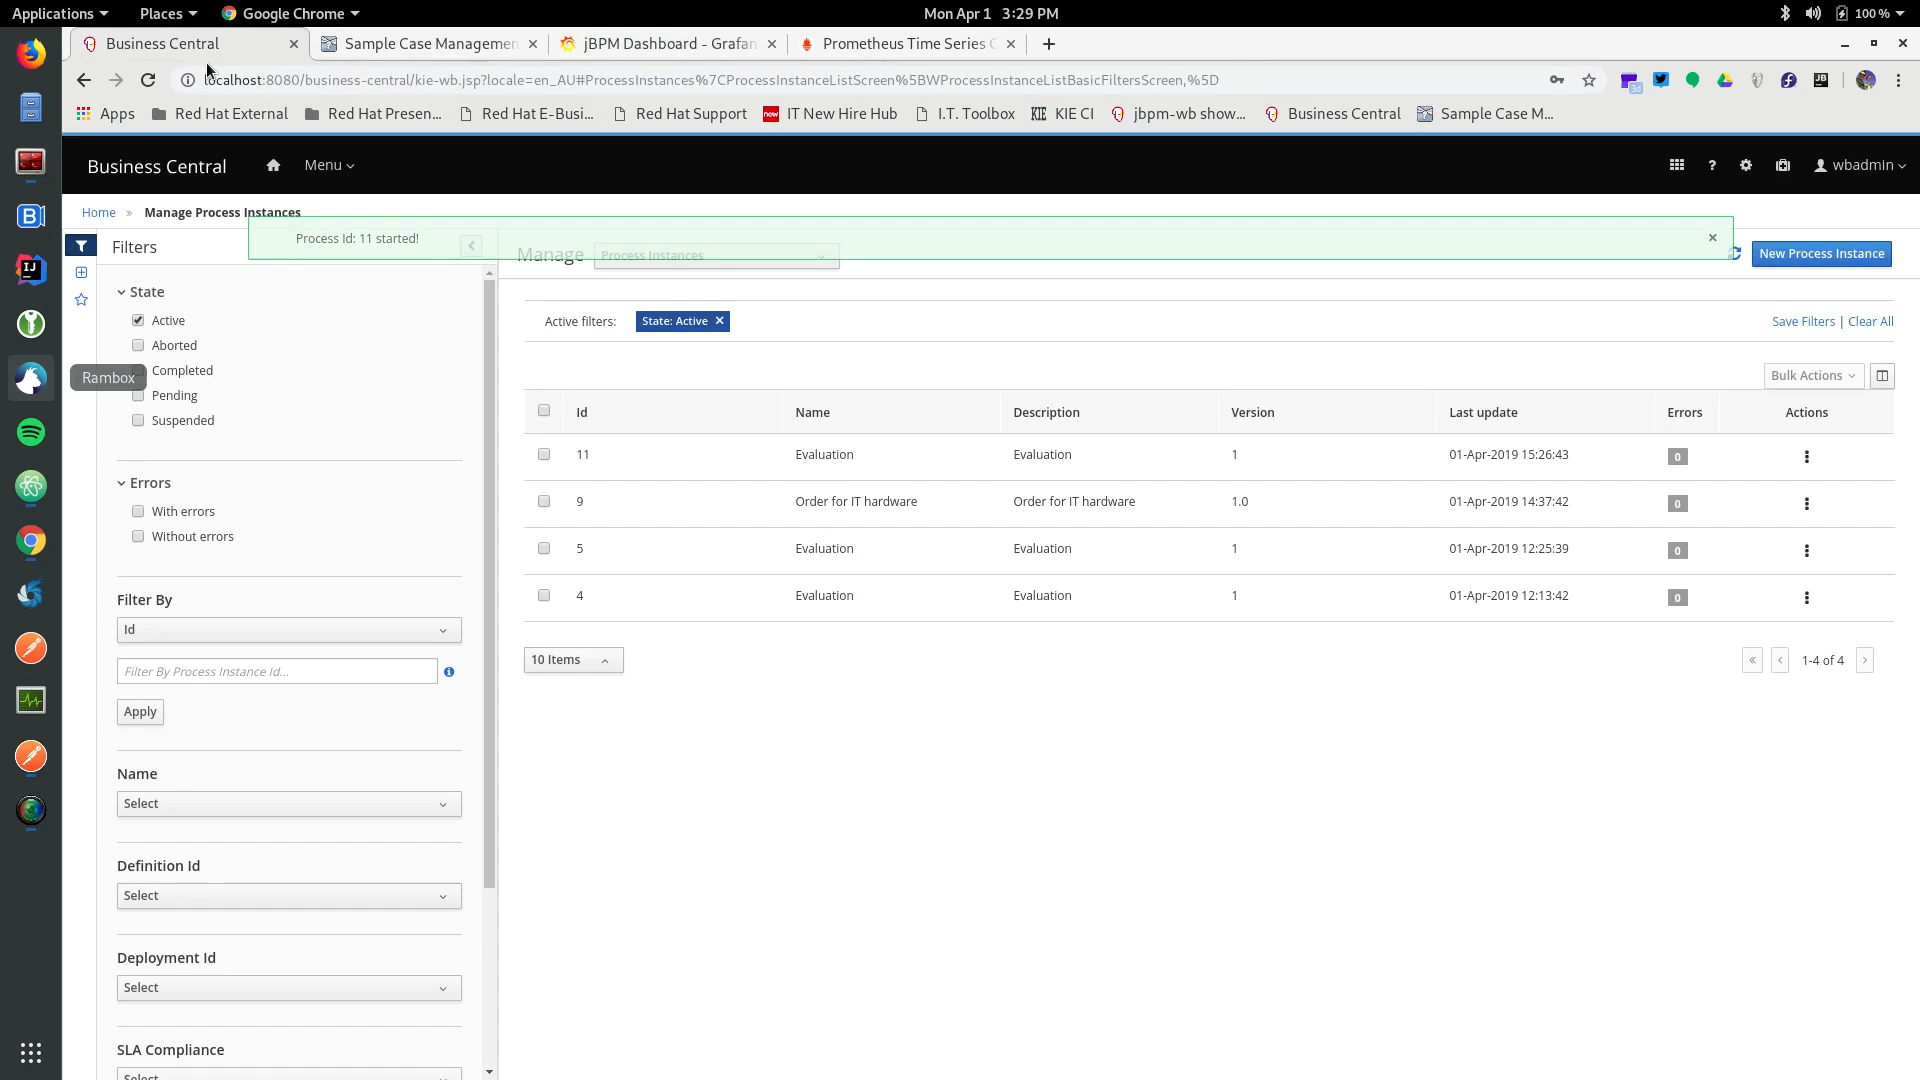 Applications Places Google Chrome Mon Apr 1 3:29 PM 100 %
Business Central Sample Case Managemen jBPM Dashboard - Grafan Prometheus Time Series C
localhost:8080/business-central/kie-wb.jsp?locale=en_AU#ProcessInstances%7CProcessInstanceListScreen%5BWProcessInstanceListBasicFiltersScreen,%5D
Apps Red Hat External Red Hat Presen... Red Hat E-Busi... Red Hat Support now IT New Hire Hub I.T. Toolbox KIE KIE CI jbpm-wb show... Business Central Sample Case M...
Business Central Menu ? wbadmin
Home » Manage Process Instances
Process Id: 11 started! ×
Filters
Manage Process Instances New Process Instance
State
Active
Aborted
Completed
Pending
Suspended
Rambox
Errors
With errors
Without errors
Filter By
Id
Filter By Process Instance Id...
Apply
Name
Select
Definition Id
Select
Deployment Id
Select
SLA Compliance
Select
Active filters: State: Active × Save Filters | Clear All
Bulk Actions
Id Name Description Version Last update Errors Actions
11 Evaluation Evaluation 1 01-Apr-2019 15:26:43 0
9 Order for IT hardware Order for IT hardware 1.0 01-Apr-2019 14:37:42 0
5 Evaluation Evaluation 1 01-Apr-2019 12:25:39 0
4 Evaluation Evaluation 1 01-Apr-2019 12:13:42 0
10 Items « ‹ 1-4 of 4 ›